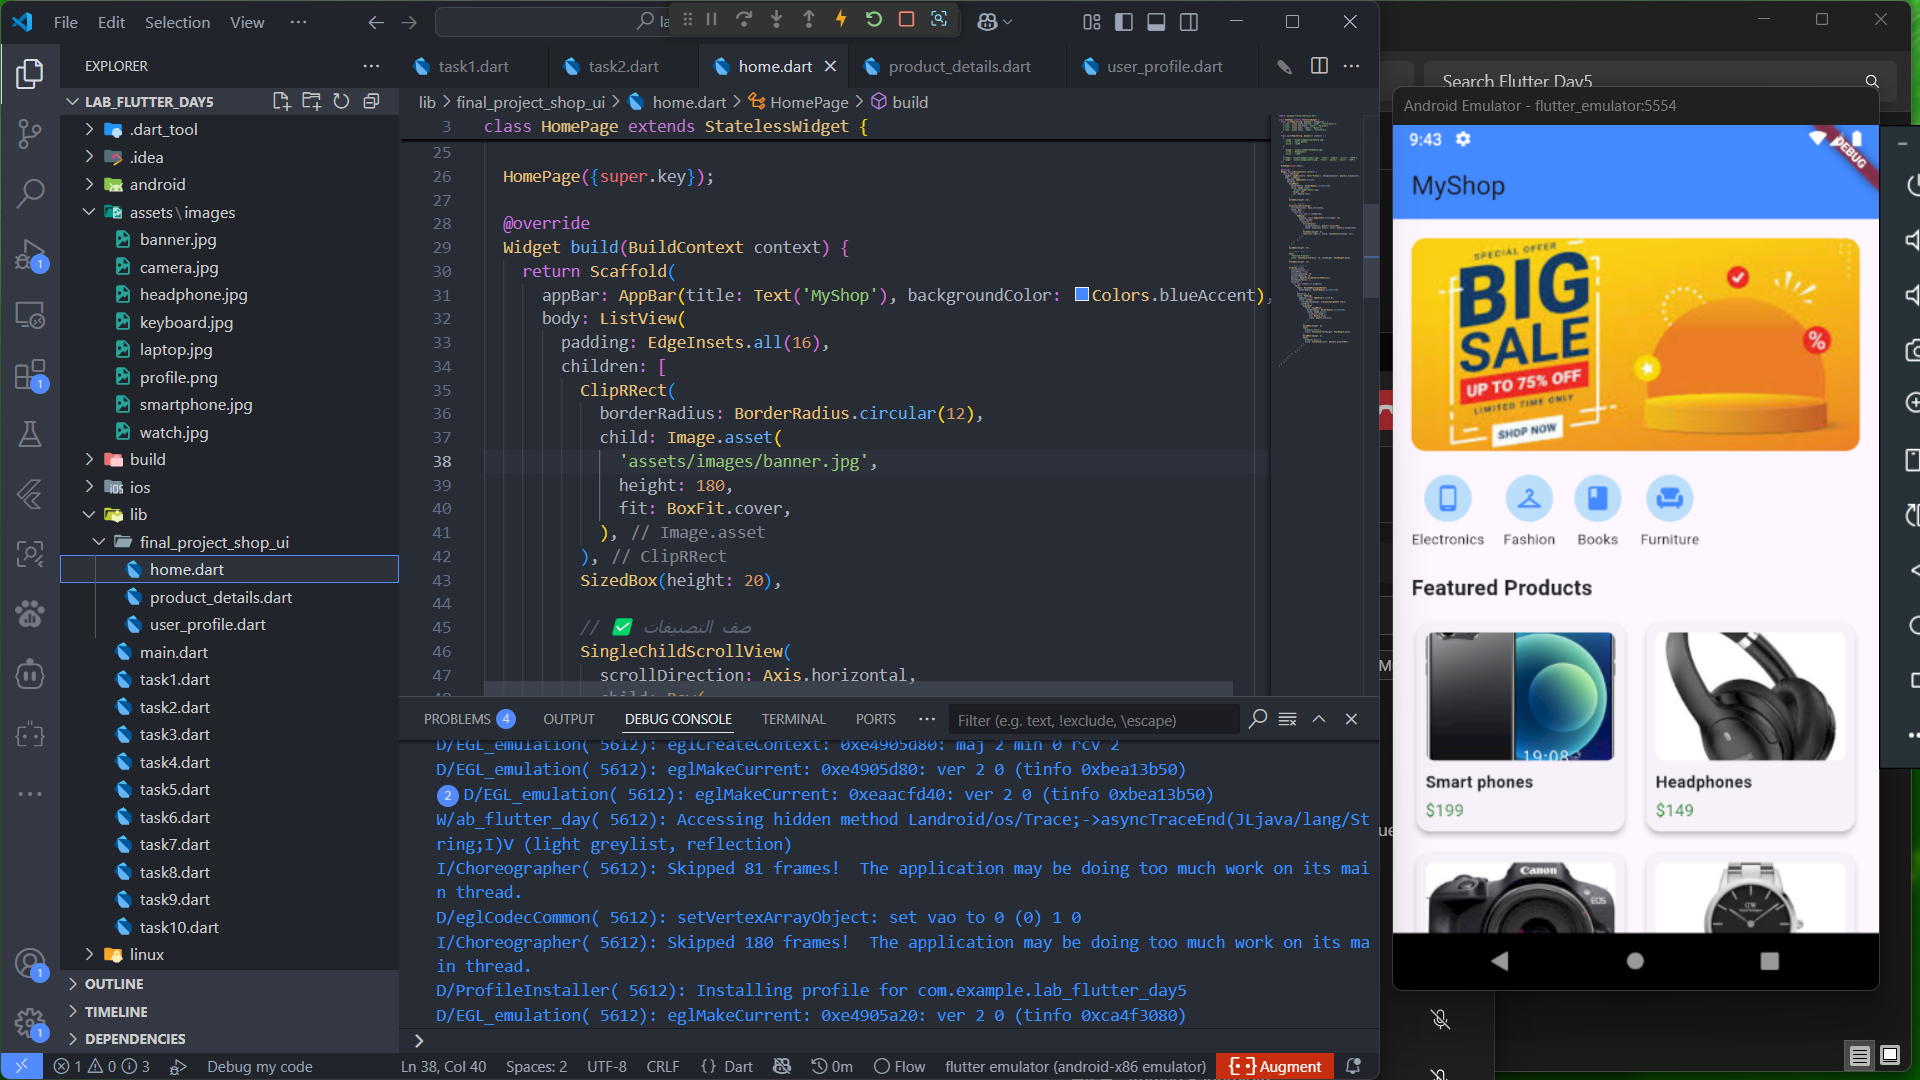 File Edit Selection View ···
EXPLORER
LAB_FLUTTER_DAY5
.dart_tool
.idea
android
assets\images
banner.jpg
camera.jpg
headphone.jpg
keyboard.jpg
laptop.jpg
profile.png
smartphone.jpg
watch.jpg
build
ios
lib
final_project_shop_ui
home.dart
product_details.dart
user_profile.dart
main.dart
task1.dart
task2.dart
task3.dart
task4.dart
task5.dart
task6.dart
task7.dart
task8.dart
task9.dart
task10.dart
linux
OUTLINE
TIMELINE
DEPENDENCIES
task1.dart task2.dart home.dart product_details.dart user_profile.dart
lib > final_project_shop_ui > home.dart > HomePage > build
3 class HomePage extends StatelessWidget {
25
26 HomePage({super.key});
27
28 @override
29 Widget build(BuildContext context) {
30 return Scaffold(
31 appBar: AppBar(title: Text('MyShop'), backgroundColor: Colors.blueAccent),
32 body: ListView(
33 padding: EdgeInsets.all(16),
34 children: [
35 ClipRRect(
36 borderRadius: BorderRadius.circular(12),
37 child: Image.asset(
38 'assets/images/banner.jpg',
39 height: 180,
40 fit: BoxFit.cover,
41 ), // Image.asset
42 ), // ClipRRect
43 SizedBox(height: 20),
44
45 // ✅ صف التصنيفات
46 SingleChildScrollView(
47 scrollDirection: Axis.horizontal,
PROBLEMS 4 OUTPUT DEBUG CONSOLE TERMINAL PORTS ··· Filter (e.g. text, !exclude, \escape)
D/EGL_emulation( 5612): eglCreateContext: 0xe4905d80: maj 2 min 0 rcv 2
D/EGL_emulation( 5612): eglMakeCurrent: 0xe4905d80: ver 2 0 (tinfo 0xbea13b50)
2 D/EGL_emulation( 5612): eglMakeCurrent: 0xeaacfd40: ver 2 0 (tinfo 0xbea13b50)
W/ab_flutter_day( 5612): Accessing hidden method Landroid/os/Trace;->asyncTraceEnd(JLjava/lang/St
ring;I)V (light greylist, reflection)
I/Choreographer( 5612): Skipped 81 frames!  The application may be doing too much work on its mai
n thread.
D/eglCodecCommon( 5612): setVertexArrayObject: set vao to 0 (0) 1 0
I/Choreographer( 5612): Skipped 180 frames!  The application may be doing too much work on its ma
in thread.
D/ProfileInstaller( 5612): Installing profile for com.example.lab_flutter_day5
D/EGL_emulation( 5612): eglMakeCurrent: 0xe4905a20: ver 2 0 (tinfo 0xca4f3080)
1 0 3 Debug my code Ln 38, Col 40 Spaces: 2 UTF-8 CRLF {} Dart 0m Flow flutter emulator (android-x86 emulator) Augment
Search Flutter Day5
Android Emulator - flutter_emulator:5554
9:43
DEBUG
MyShop
SPECIAL OFFER
BIG
SALE
UP TO 75% OFF
LIMITED TIME ONLY
SHOP NOW
%
Electronics Fashion Books Furniture
Featured Products
19:08
Smart phones
$199
Headphones
$149
Canon
EOS